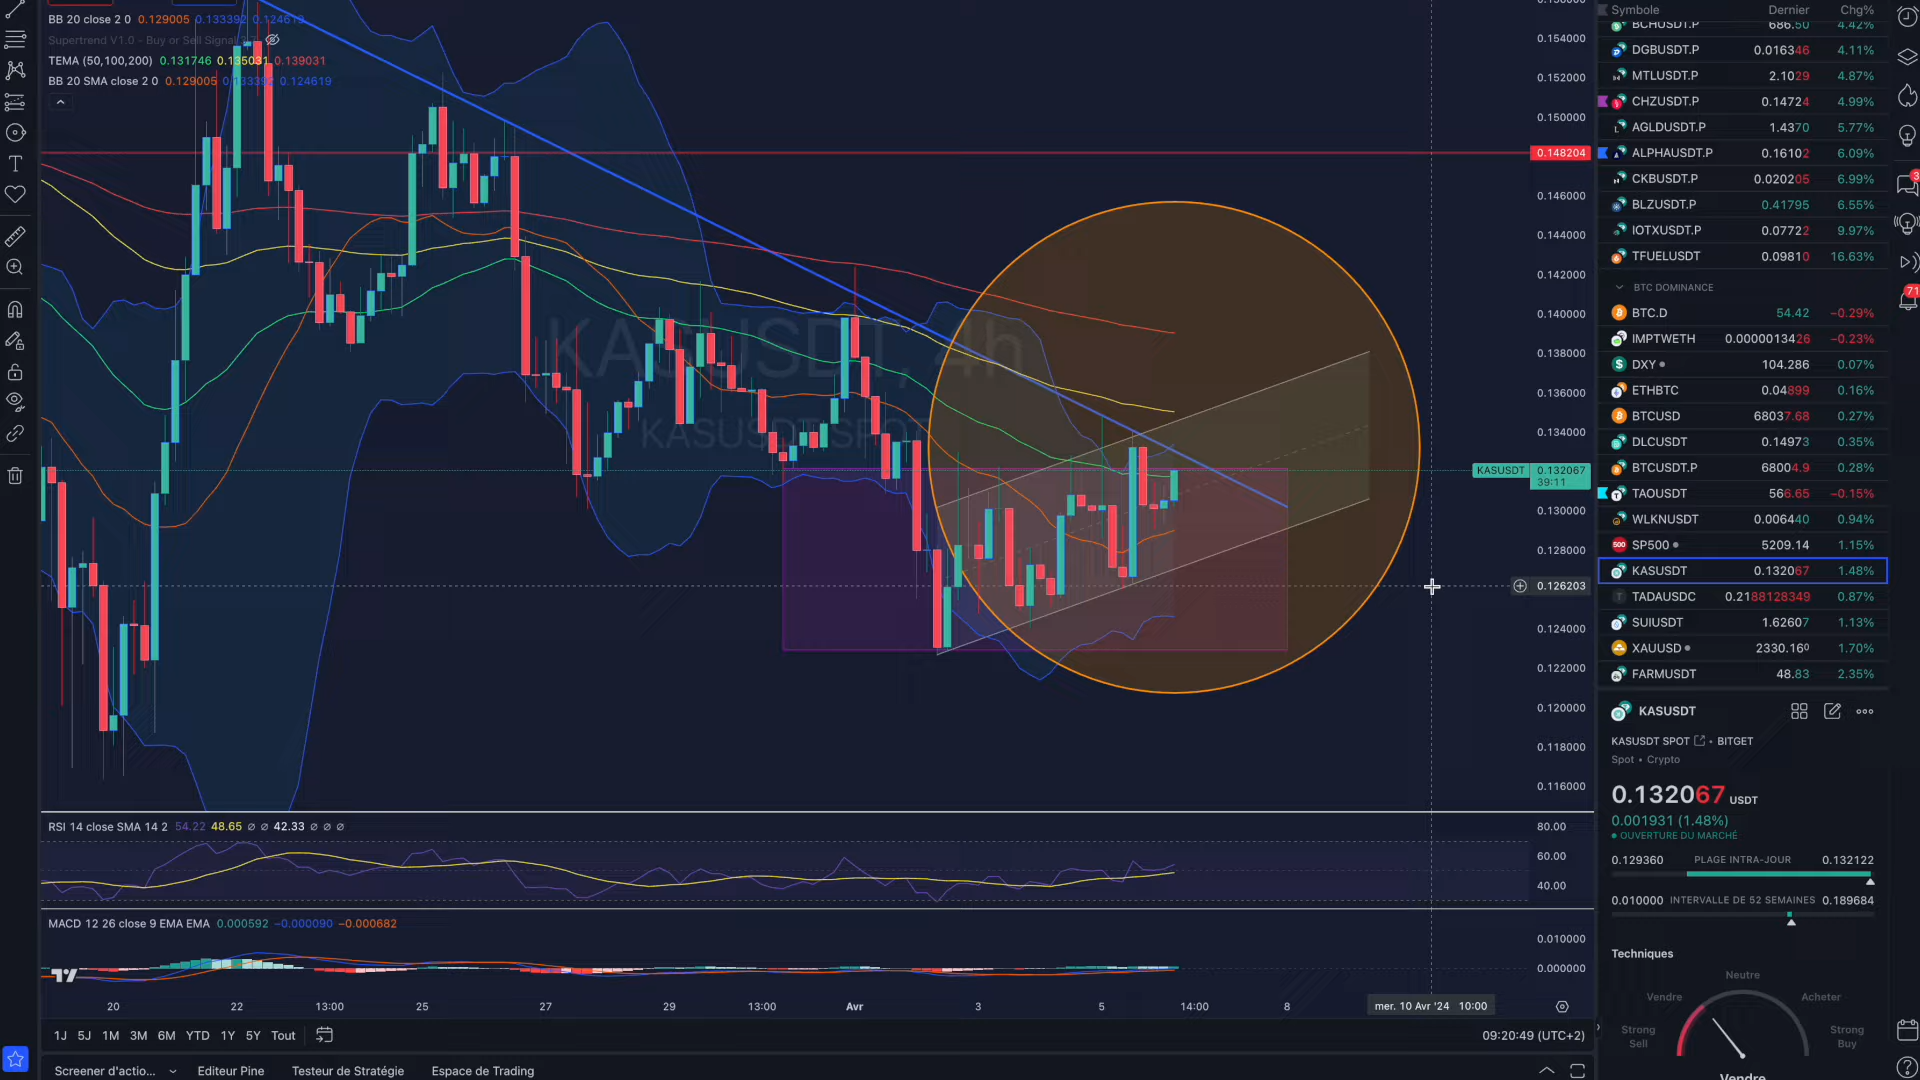 BB 20 close 2 0 0.129005 0.133392 0.124619
Supertrend V1.0 - Buy or Sell Signal
TEMA (50,100,200) 0.131746 0.135031 0.139031
BB 20 SMA close 2 0 0.129005 0.133392 0.124619
KASUSDT, 4h
KASUSDT SPOT
0.154000
0.152000
0.150000
0.148204
0.146000
0.144000
0.142000
0.140000
0.138000
0.136000
0.134000
KASUSDT 0.132067
39:11
0.130000
0.128000
0.126203
0.124000
0.122000
0.120000
0.118000
0.116000
RSI 14 close SMA 14 2 54.22 48.65 ∅ ∅ 42.33 ∅ ∅ ∅
80.00
60.00
40.00
MACD 12 26 close 9 EMA EMA 0.000592 −0.000090 −0.000682
0.010000
0.000000
20 22 13:00 25 27 29 13:00 Avr 3 5 14:00 8 mer. 10 Avr '24 10:00
1J 5J 1M 3M 6M YTD 1Y 5Y Tout
09:20:49 (UTC+2)
Screener d'actio... Editeur Pine Testeur de Stratégie Espace de Trading
Symbole Dernier Chg%
BCHUSDT.P 686.50 4.42%
DGBUSDT.P 0.016346 4.11%
MTLUSDT.P 2.1029 4.87%
CHZUSDT.P 0.14724 4.99%
AGLDUSDT.P 1.4370 5.77%
ALPHAUSDT.P 0.16102 6.09%
CKBUSDT.P 0.020205 6.99%
BLZUSDT.P 0.41795 6.55%
IOTXUSDT.P 0.07722 9.97%
TFUELUSDT 0.09810 16.63%
BTC DOMINANCE
BTC.D 54.42 −0.29%
IMPTWETH 0.0000013426 −0.23%
DXY 104.286 0.07%
ETHBTC 0.04899 0.16%
BTCUSD 68037.68 0.27%
DLCUSDT 0.14973 0.35%
BTCUSDT.P 68004.9 0.28%
TAOUSDT 566.65 −0.15%
WLKNUSDT 0.006440 0.94%
500 SP500 5209.14 1.15%
KASUSDT 0.132067 1.48%
TADAUSDC 0.2188128349 0.87%
SUIUSDT 1.62607 1.13%
XAUUSD 2330.160 1.70%
FARMUSDT 48.83 2.35%
KASUSDT
KASUSDT SPOT • BITGET
Spot • Crypto
0.132067 USDT
0.001931 (1.48%)
OUVERTURE DU MARCHÉ
0.129360 PLAGE INTRA-JOUR 0.132122
0.010000 INTERVALLE DE 52 SEMAINES 0.189684
Techniques
Neutre
Vendre Acheter
Strong Sell
Strong Buy
Vendre
3
71